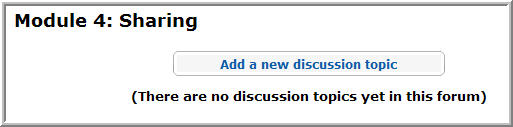 Module 4: Sharing
Add a new discussion topic
(There are no discussion topics yet in this forum)